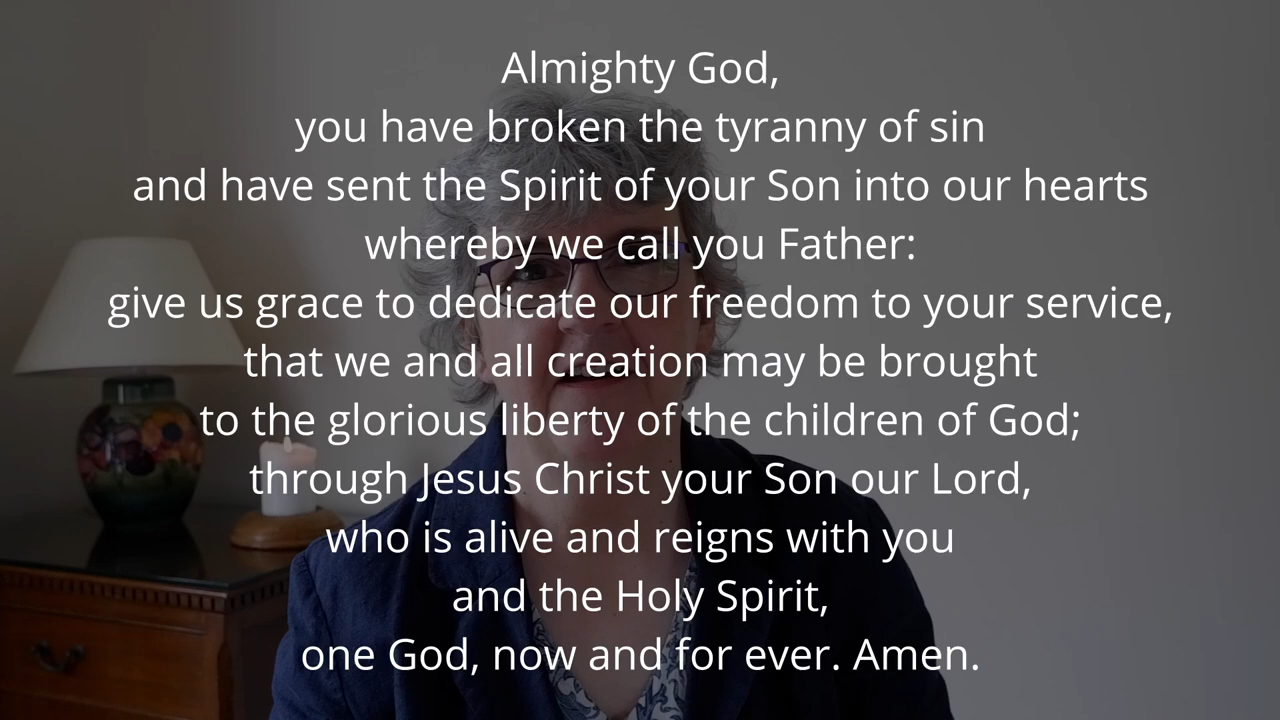 Almighty God,
you have broken the tyranny of sin
and have sent the Spirit of your Son into our hearts
whereby we call you Father:
give us grace to dedicate our freedom to your service,
that we and all creation may be brought
to the glorious liberty of the children of God;
through Jesus Christ your Son our Lord,
who is alive and reigns with you
and the Holy Spirit,
one God, now and for ever. Amen.